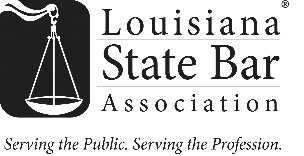 Louisiana®
State Bar
Association
Serving the Public. Serving the Profession.